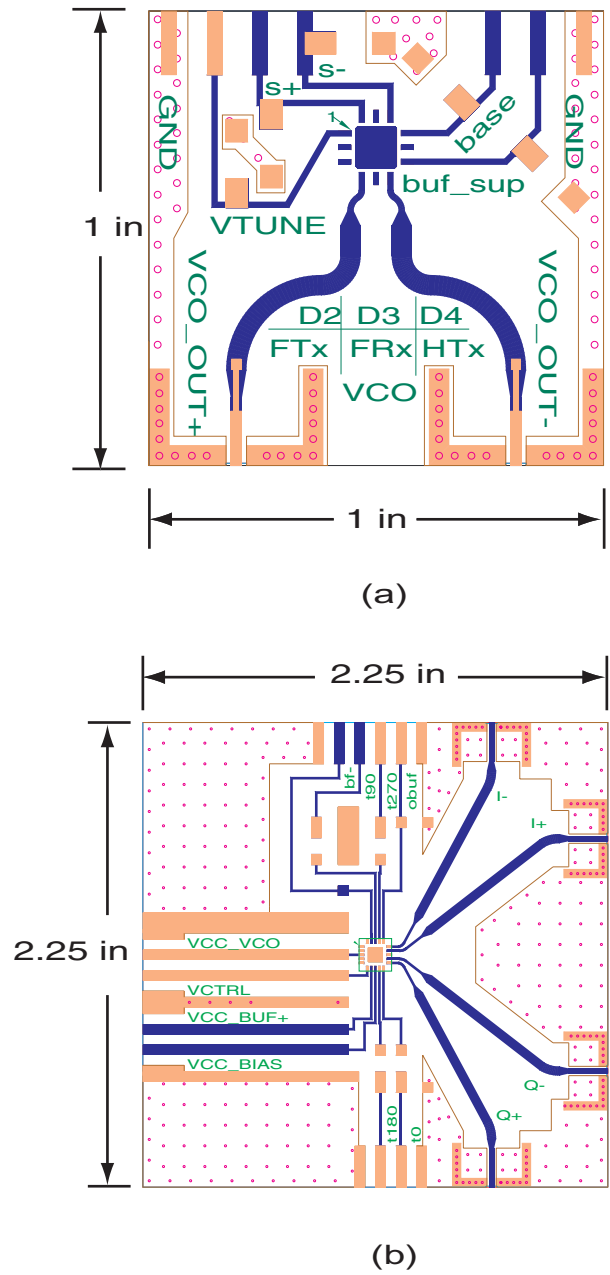 s-
s+
1
GND
base
GND
buf_sup
VTUNE
1 in
VCO_OUT+
D2 D3 D4
FTx FRx HTx
VCO
VCO_OUT-
1 in
(a)
2.25 in
bf-
t90
t270
obuf
I-
I+
2.25 in
VCC_VCO
VCTRL
VCC_BUF+
VCC_BIAS
Q-
Q+
t180
t0
(b)